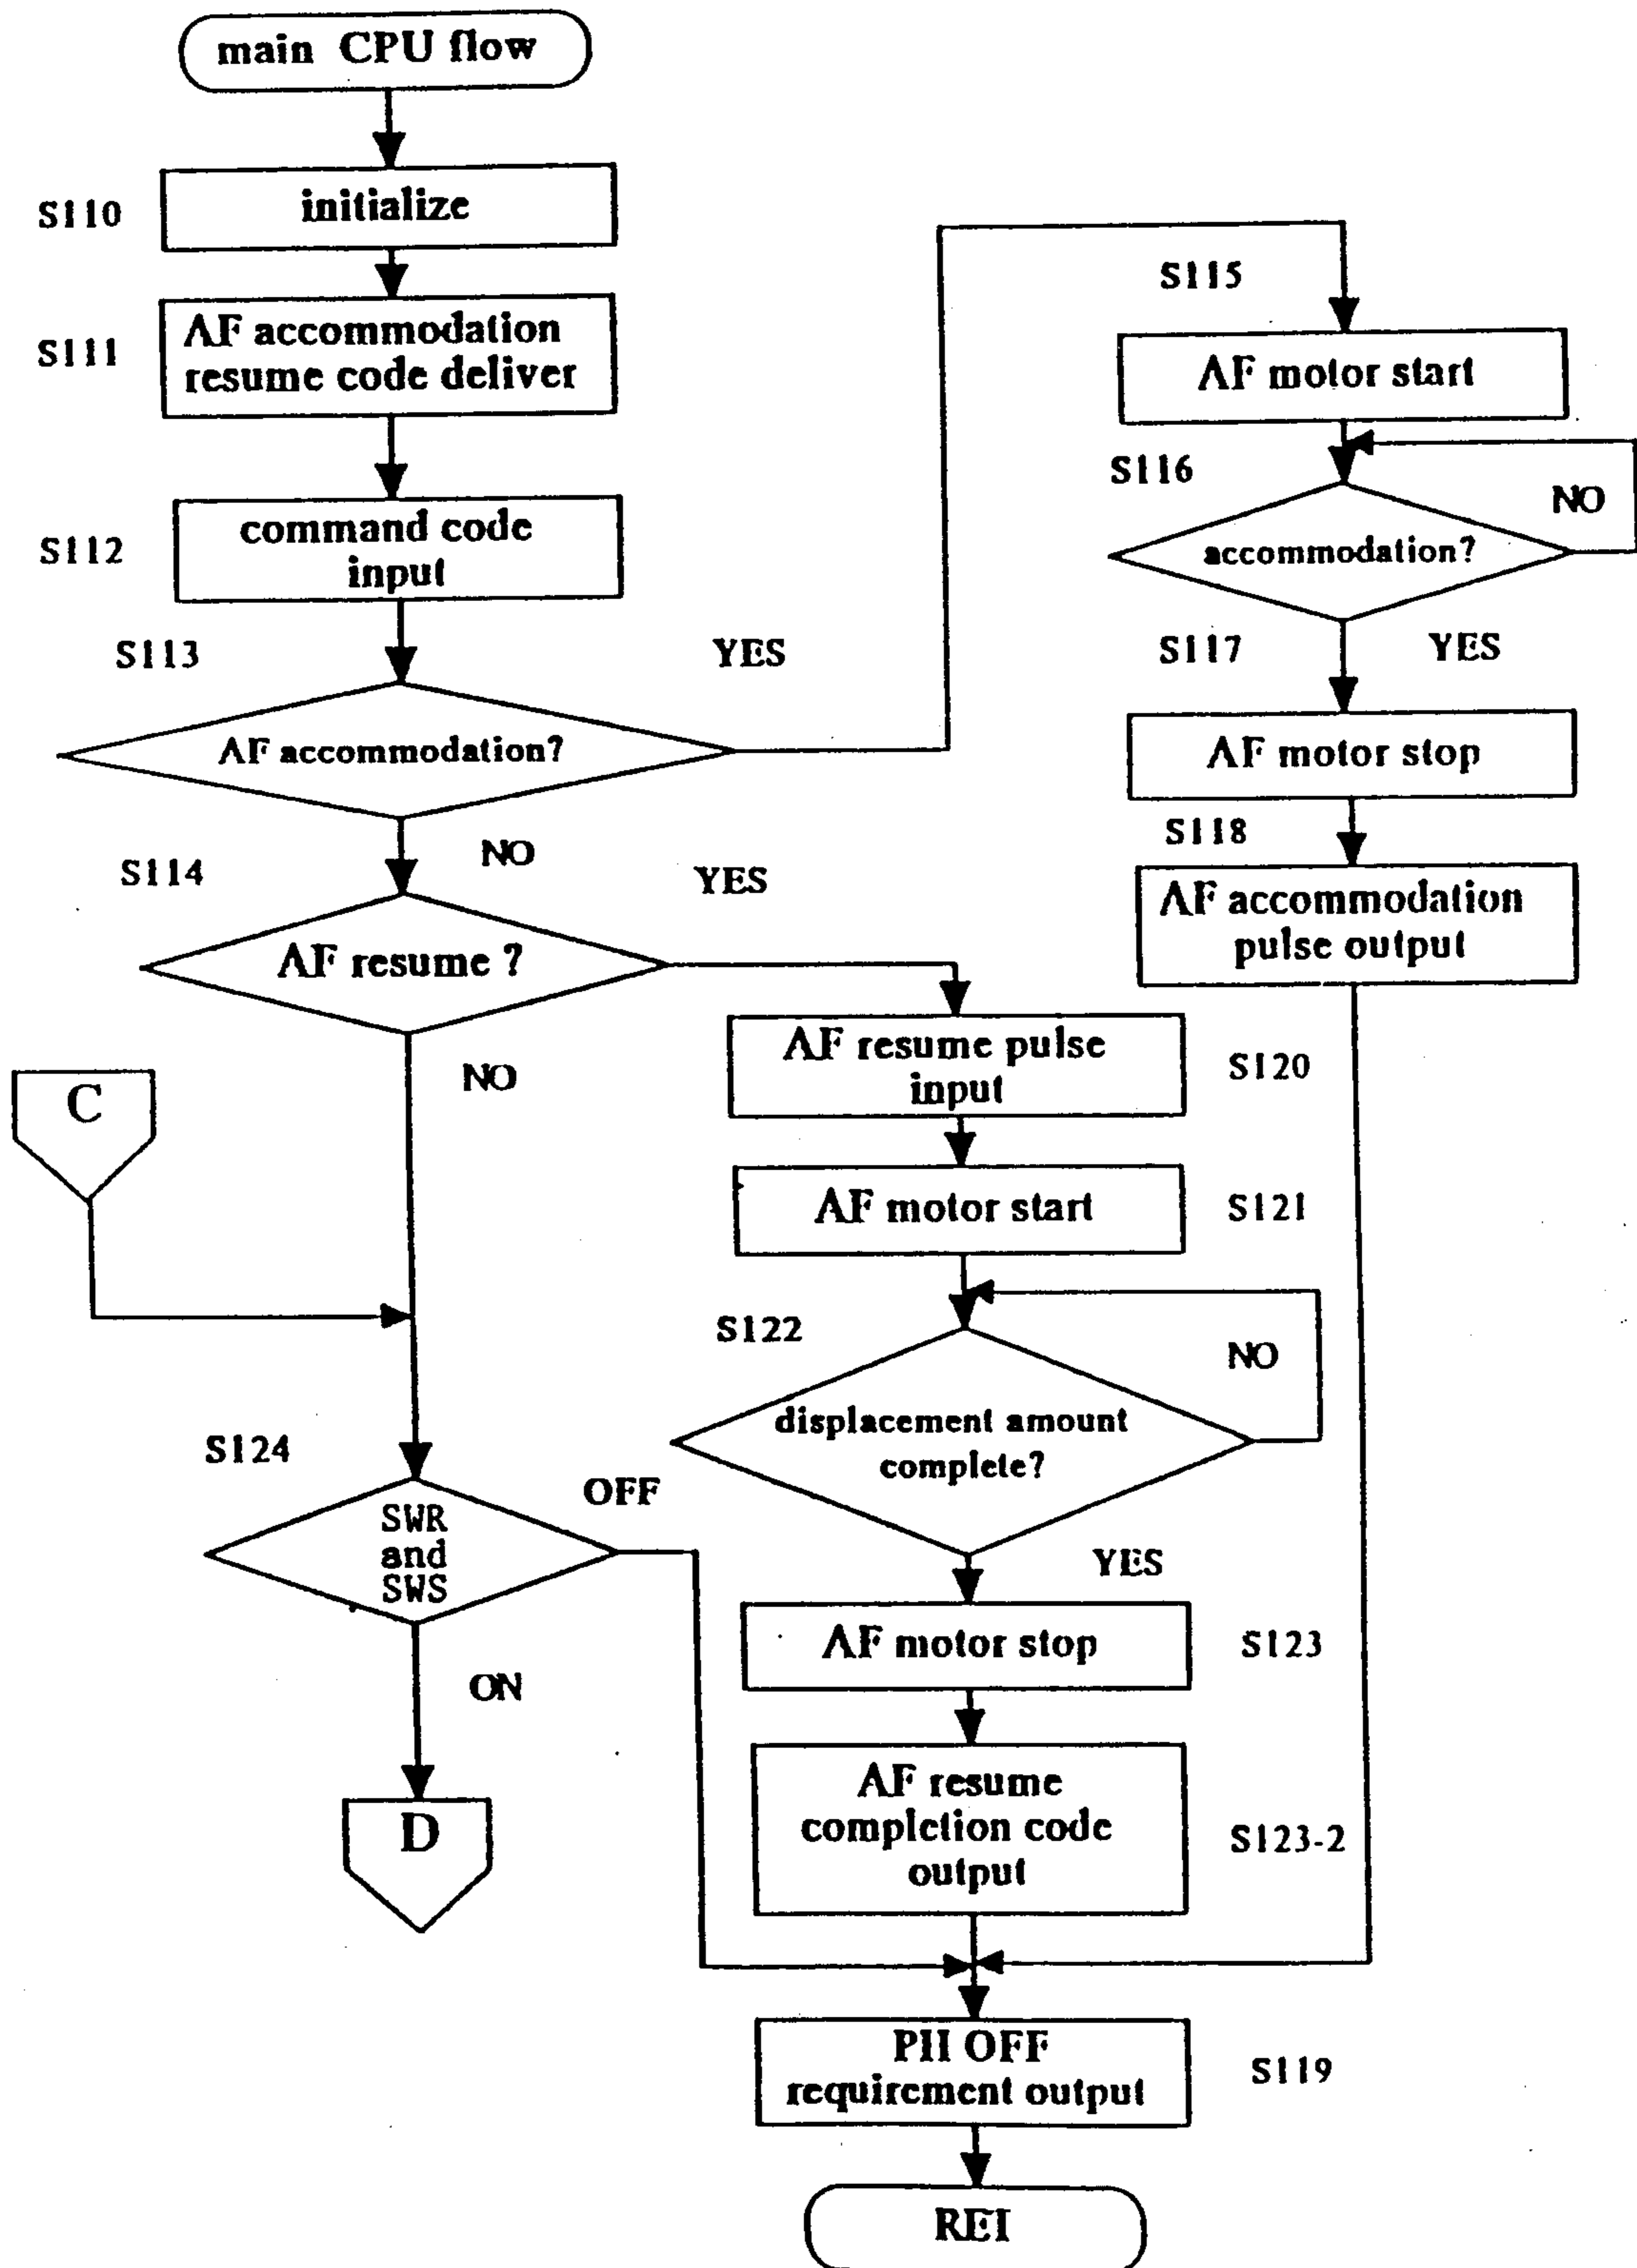 main CPU flow
S110
initialize
S111
AF accommodation
resume code deliver
S112
command code
input
S113
YES
AF accommodation?
NO
S114
YES
AF resume ?
NO
C
S124
OFF
SWR
and
SWS
ON
D
S115
AF motor start
S116
NO
accommodation?
S117
YES
AF motor stop
S118
AF accommodation
pulse output
AF resume pulse
input
S120
AF motor start
S121
S122
NO
displacement amount
complete?
YES
AF motor stop
S123
AF resume
completion code
output
S123-2
PH OFF
requirement output
S119
REI